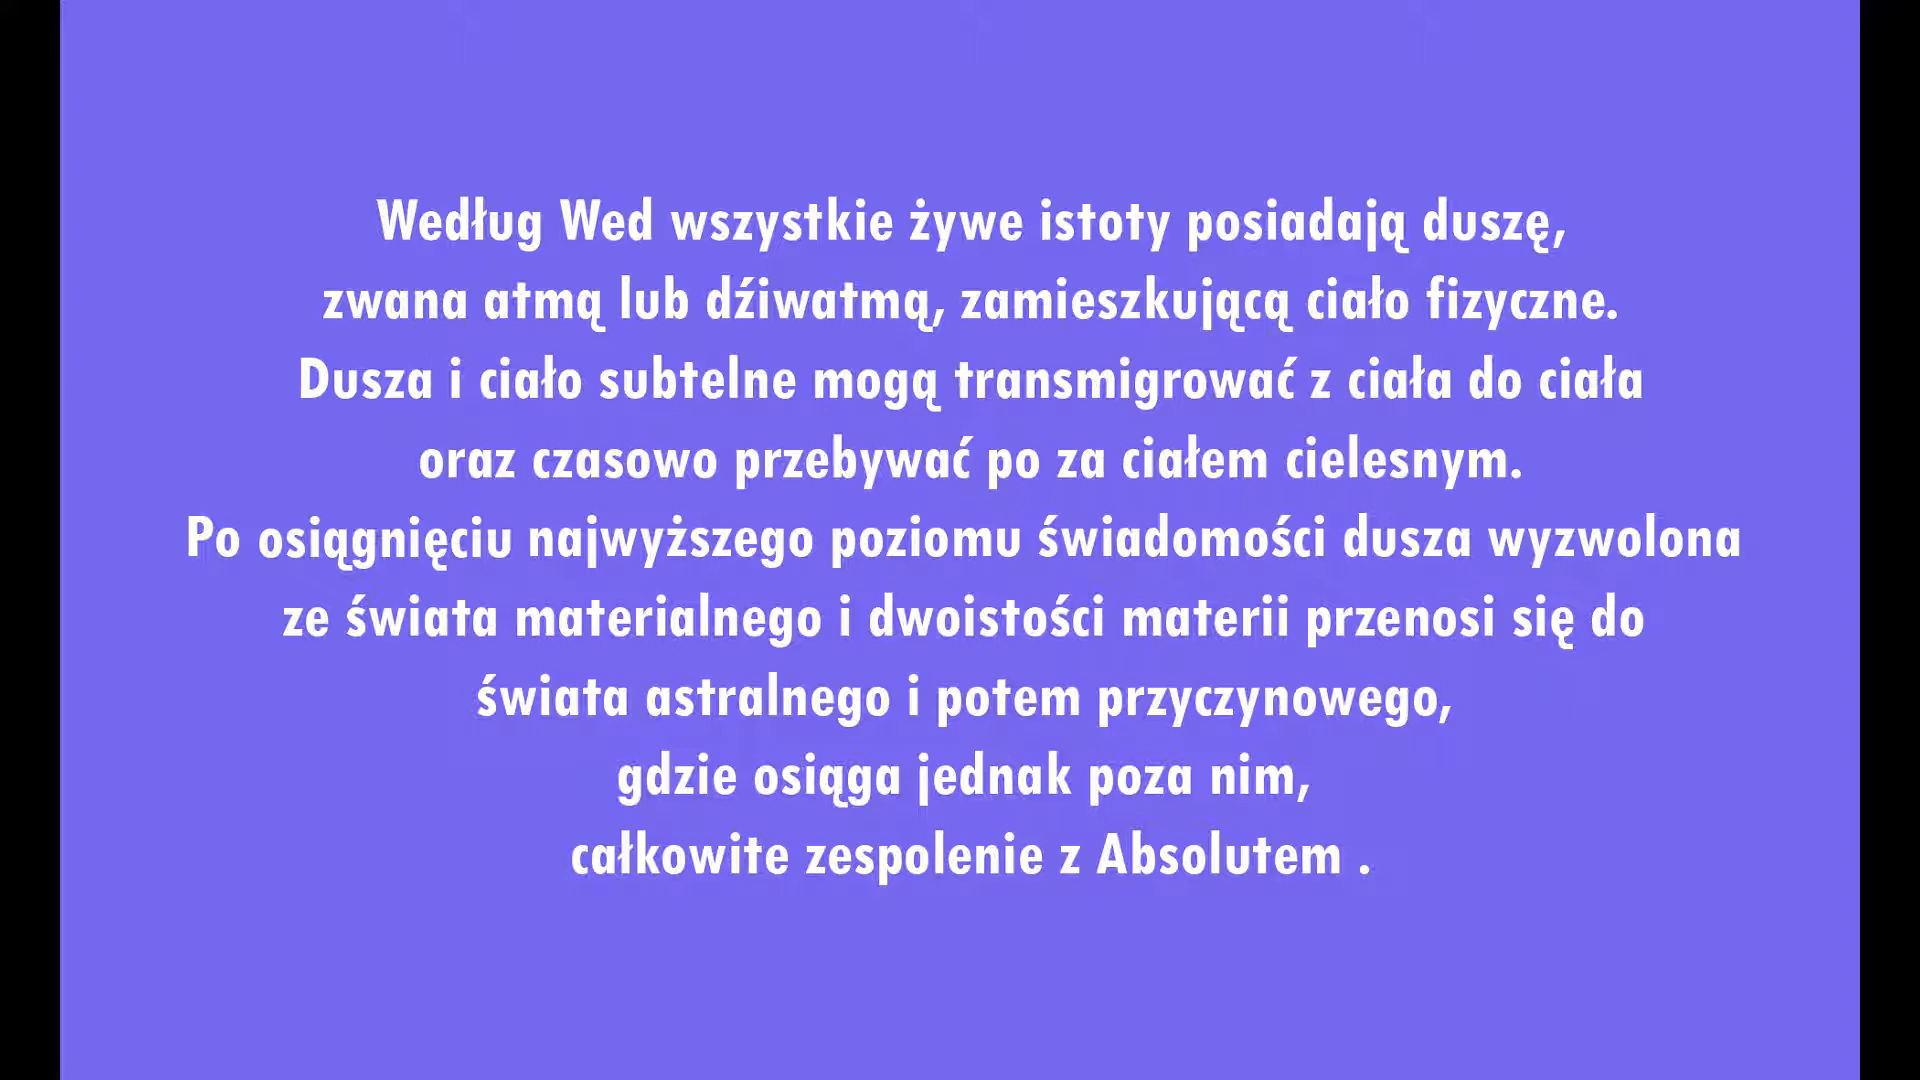 Według Wed wszystkie żywe istoty posiadają duszę,
zwana atmą lub dźiwatmą, zamieszkującą ciało fizyczne.
Dusza i ciało subtelne mogą transmigrować z ciała do ciała
oraz czasowo przebywać po za ciałem cielesnym.
Po osiągnięciu najwyższego poziomu świadomości dusza wyzwolona
ze świata materialnego i dwoistości materii przenosi się do
świata astralnego i potem przyczynowego,
gdzie osiąga jednak poza nim,
całkowite zespolenie z Absolutem .